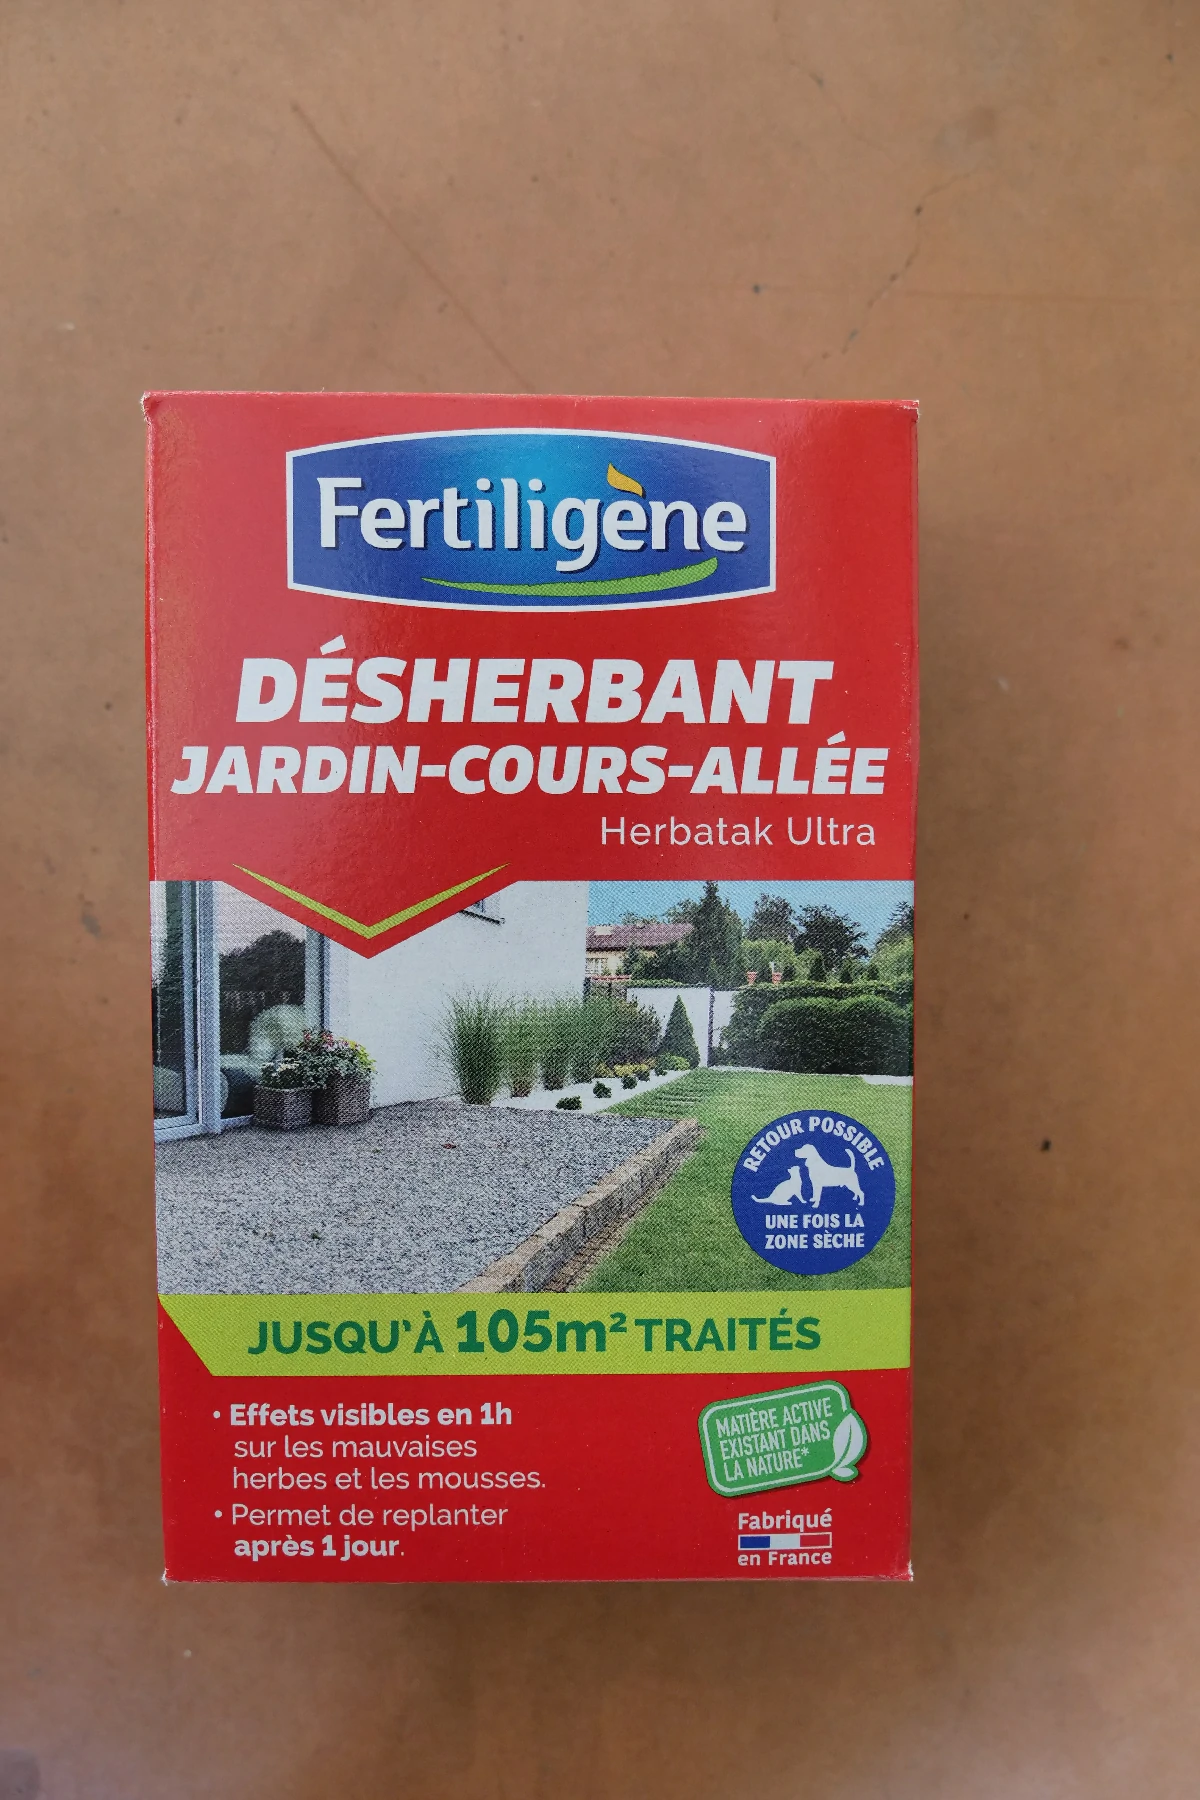 Fertiligène
DÉSHERBANT
JARDIN-COURS-ALLÉE
Herbatak Ultra
RETOUR POSSIBLE
UNE FOIS LA
ZONE SÈCHE
JUSQU'À 105m² TRAITÉS
• Effets visibles en 1h
sur les mauvaises
herbes et les mousses.
• Permet de replanter
après 1 jour.
MATIÈRE ACTIVE
EXISTANT DANS
LA NATURE*
Fabriqué
en France